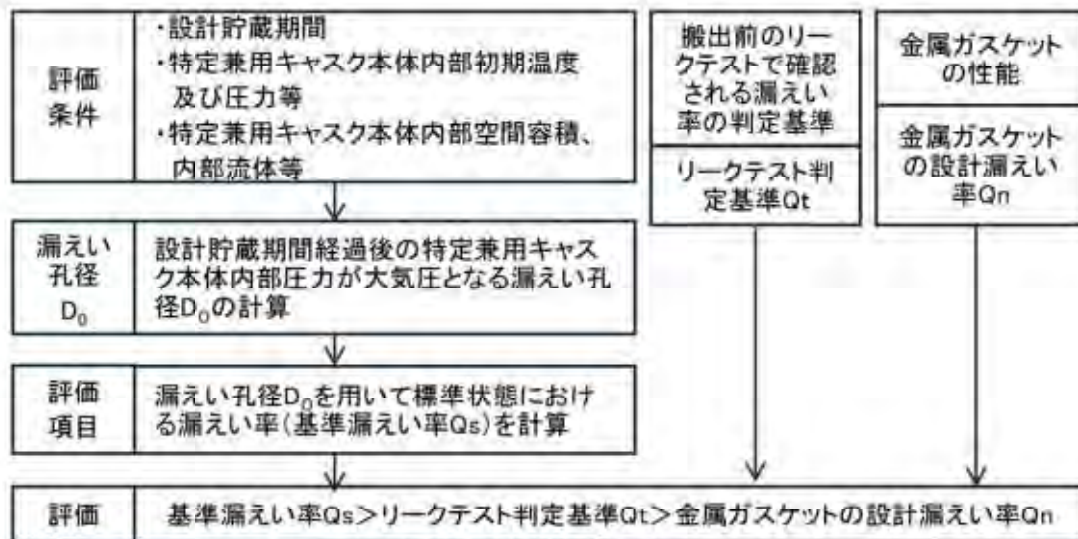 評価
条件
・設計貯蔵期間
・特定兼用キャスク本体内部初期温度
及び圧力等
・特定兼用キャスク本体内部空間容積、
内部流体等
搬出前のリー
クテストで確認
される漏えい
率の判定基準
リークテスト判
定基準Qt
金属ガスケット
の性能
金属ガスケット
の設計漏えい
率Qn
漏えい
孔径
D₀
設計貯蔵期間経過後の特定兼用キャス
ク本体内部圧力が大気圧となる漏えい孔
径D₀の計算
評価
項目
漏えい孔径D₀を用いて標準状態におけ
る漏えい率(基準漏えい率Qs)を計算
評価
基準漏えい率Qs>リークテスト判定基準Qt>金属ガスケットの設計漏えい率Qn